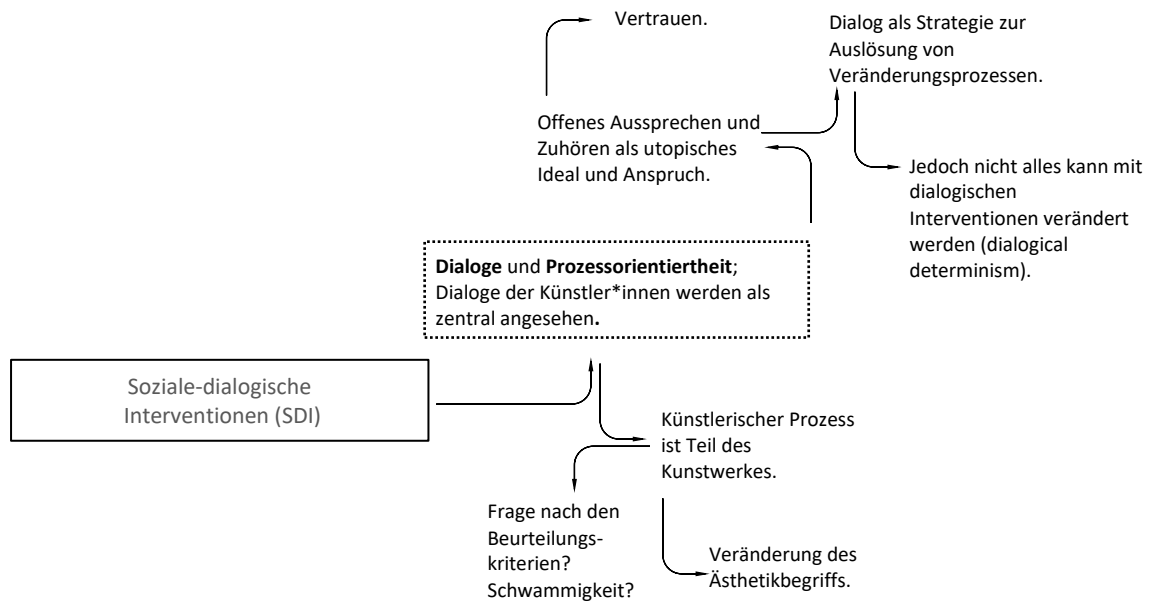 Vertrauen.
Dialog als Strategie zur
Auslösung von
Veränderungsprozessen.
Offenes Aussprechen und
Zuhören als utopisches
Ideal und Anspruch.
Jedoch nicht alles kann mit
dialogischen
Interventionen verändert
werden (dialogical
determinism).
Dialoge und Prozessorientiertheit;
Dialoge der Künstler*innen werden als
zentral angesehen.
Soziale-dialogische
Interventionen (SDI)
Künstlerischer Prozess
ist Teil des
Kunstwerkes.
Frage nach den
Beurteilungs-
kriterien?
Schwammigkeit?
Veränderung des
Ästhetikbegriffs.